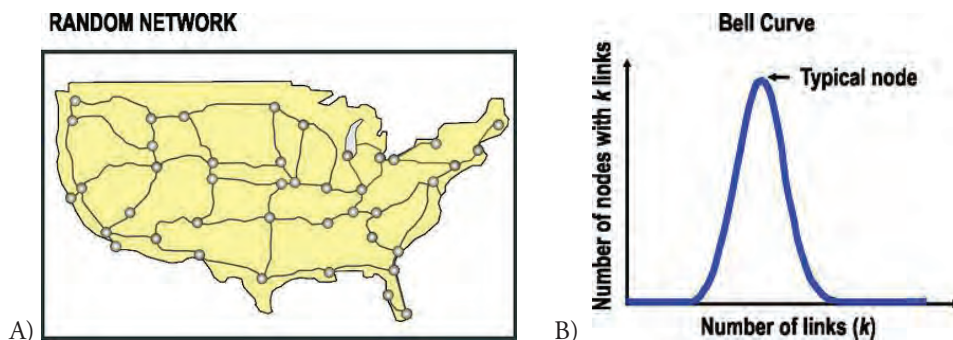 RANDOM NETWORK
A)
Bell Curve
Typical node
Number of nodes with k links
Number of links (k)
B)